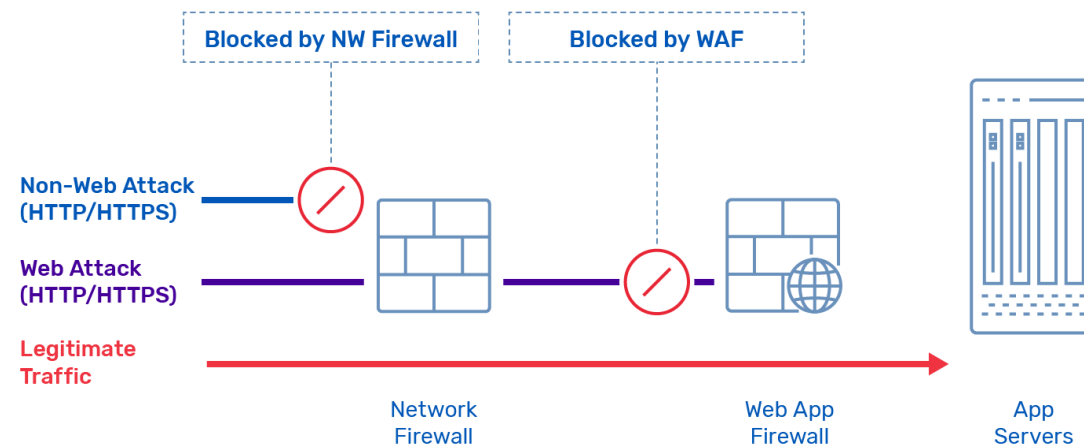 Blocked by NW Firewall
Blocked by WAF
Non-Web Attack
(HTTP/HTTPS)
Web Attack
(HTTP/HTTPS)
Legitimate
Traffic
Network
Firewall
Web App
Firewall
App
Servers